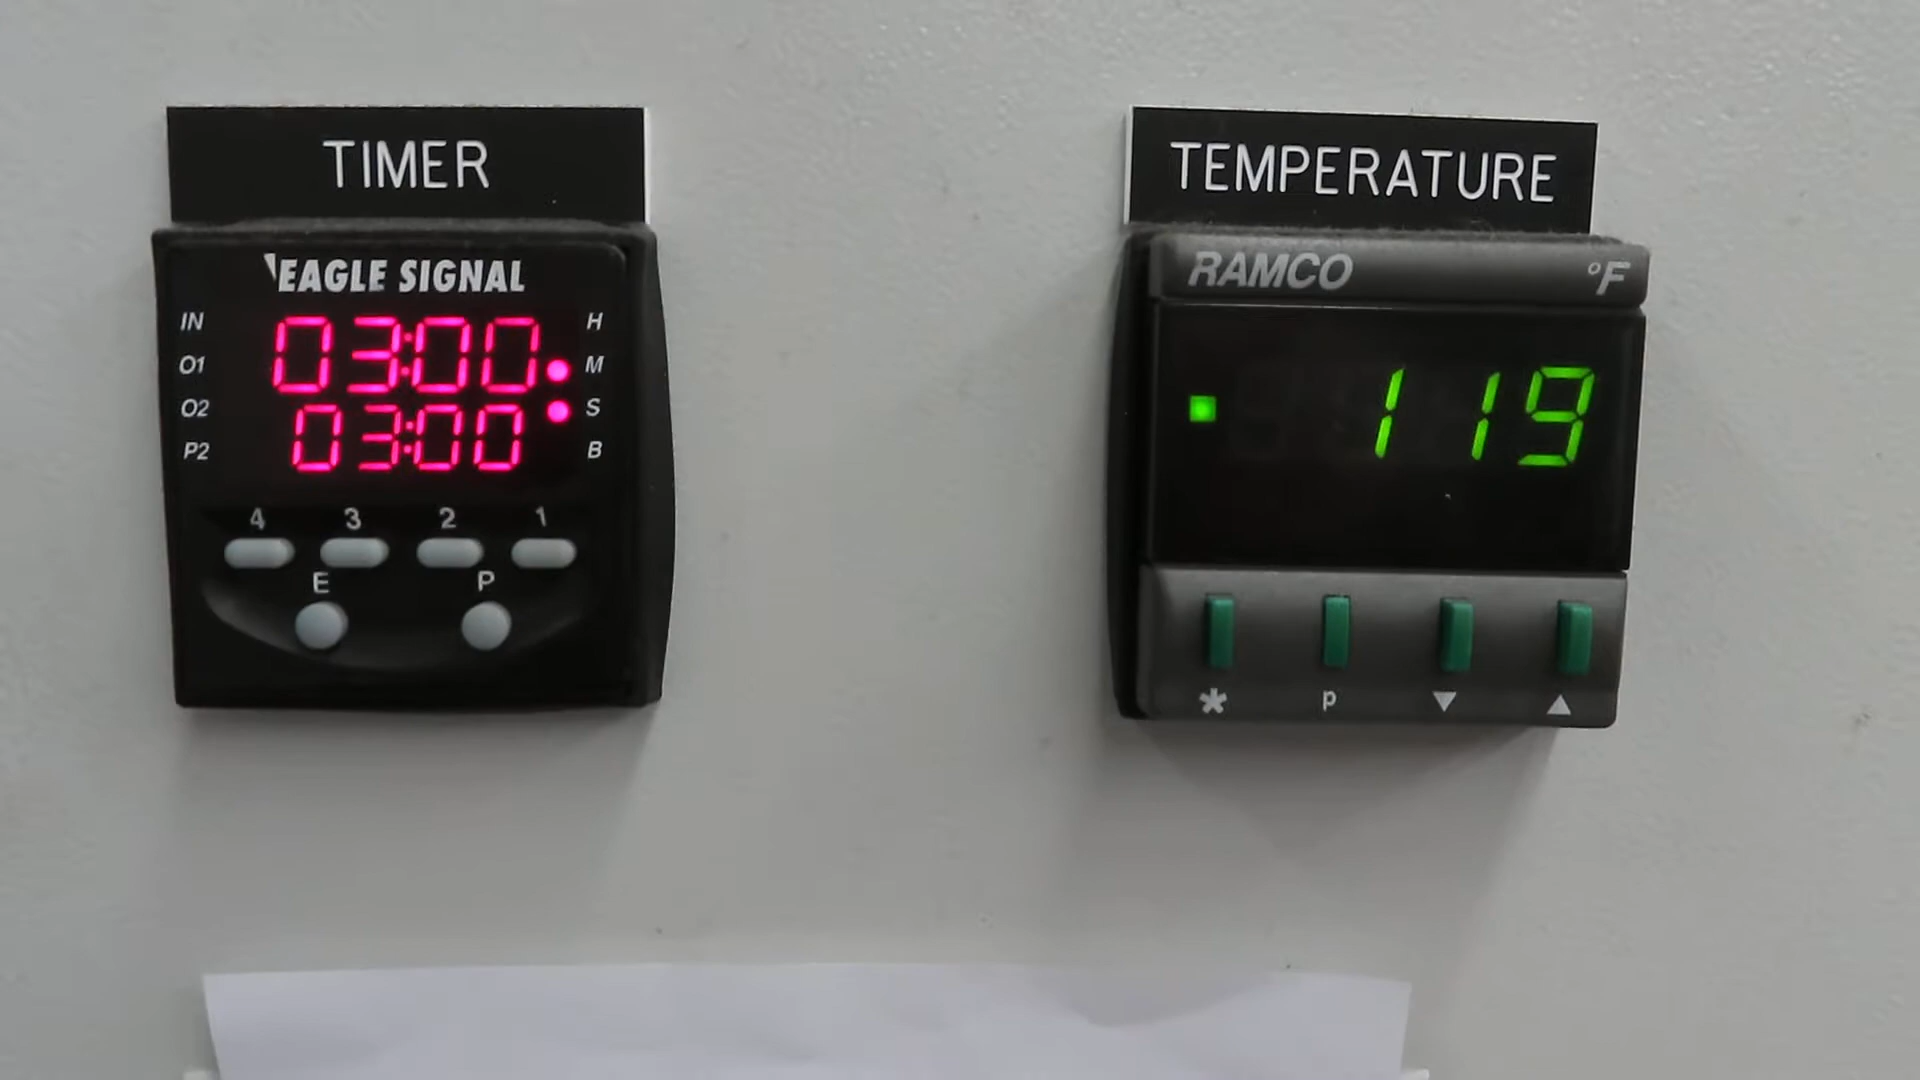 TIMER
EAGLE SIGNAL
IN 03:00 H
O1 M
O2 03:00 S
P2 B
4 3 2 1
E P
TEMPERATURE
RAMCO °F
119
* P ▼ ▲